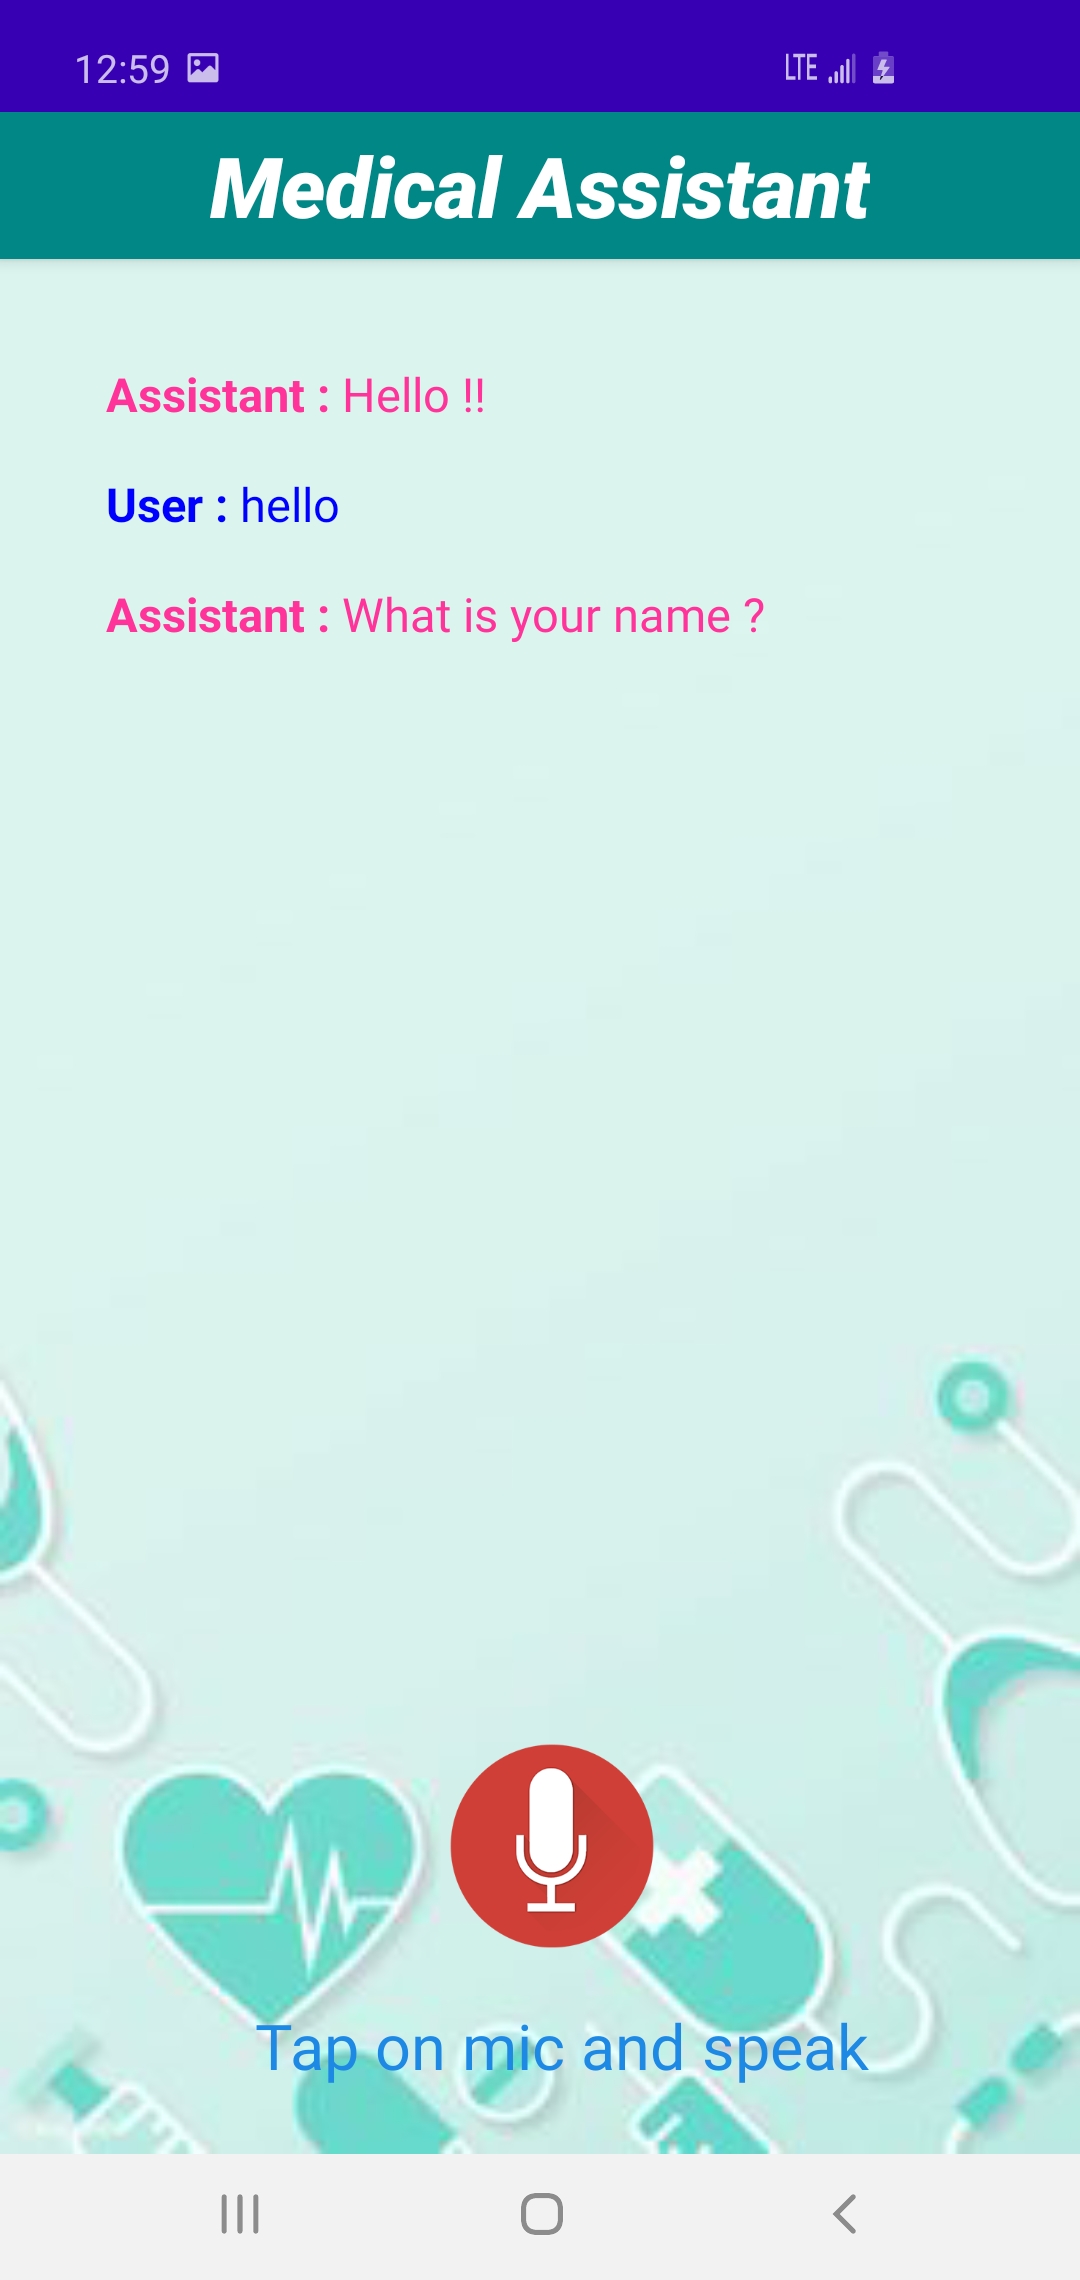 12:59 LTE
Medical Assistant
Assistant : Hello !!
User : hello
Assistant : What is your name ?
Tap on mic and speak